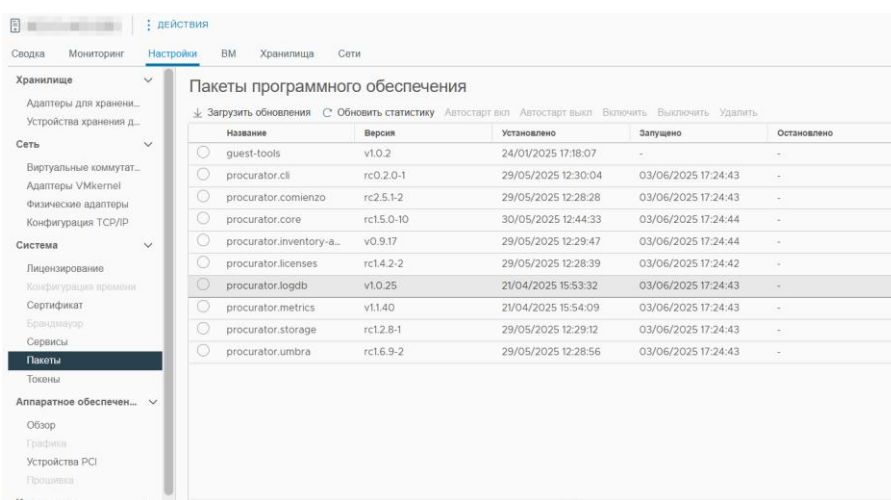 ДЕЙСТВИЯ
Сводка Мониторинг Настройки ВМ Хранилища Сети
Хранилище
Адаптеры для хранени...
Устройства хранения д...
Сеть
Виртуальные коммутат...
Адаптеры VMkernel
Физические адаптеры
Конфигурация TCP/IP
Система
Лицензирование
Конфигурация времени
Сертификат
Брандмауэр
Сервисы
Пакеты
Токены
Аппаратное обеспечен...
Обзор
Графика
Устройства PCI
Прошивка
Пакеты программного обеспечения
Загрузить обновления Обновить статистику Автостарт вкл Автостарт выкл Включить Выключить Удалить
Название Версия Установлено Запущено Остановлено
guest-tools v1.0.2 24/01/2025 17:18:07 - -
procurator.cli rc0.2.0-1 29/05/2025 12:30:04 03/06/2025 17:24:43 -
procurator.comienzo rc2.5.1-2 29/05/2025 12:28:28 03/06/2025 17:24:43 -
procurator.core rc1.5.0-10 30/05/2025 12:44:33 03/06/2025 17:24:44 -
procurator.inventory-a... v0.9.17 29/05/2025 12:29:47 03/06/2025 17:24:44 -
procurator.licenses rc1.4.2-2 29/05/2025 12:28:39 03/06/2025 17:24:42 -
procurator.logdb v1.0.25 21/04/2025 15:53:32 03/06/2025 17:24:43 -
procurator.metrics v1.1.40 21/04/2025 15:54:09 03/06/2025 17:24:43 -
procurator.storage rc1.2.8-1 29/05/2025 12:29:12 03/06/2025 17:24:43 -
procurator.umbra rc1.6.9-2 29/05/2025 12:28:56 03/06/2025 17:24:43 -